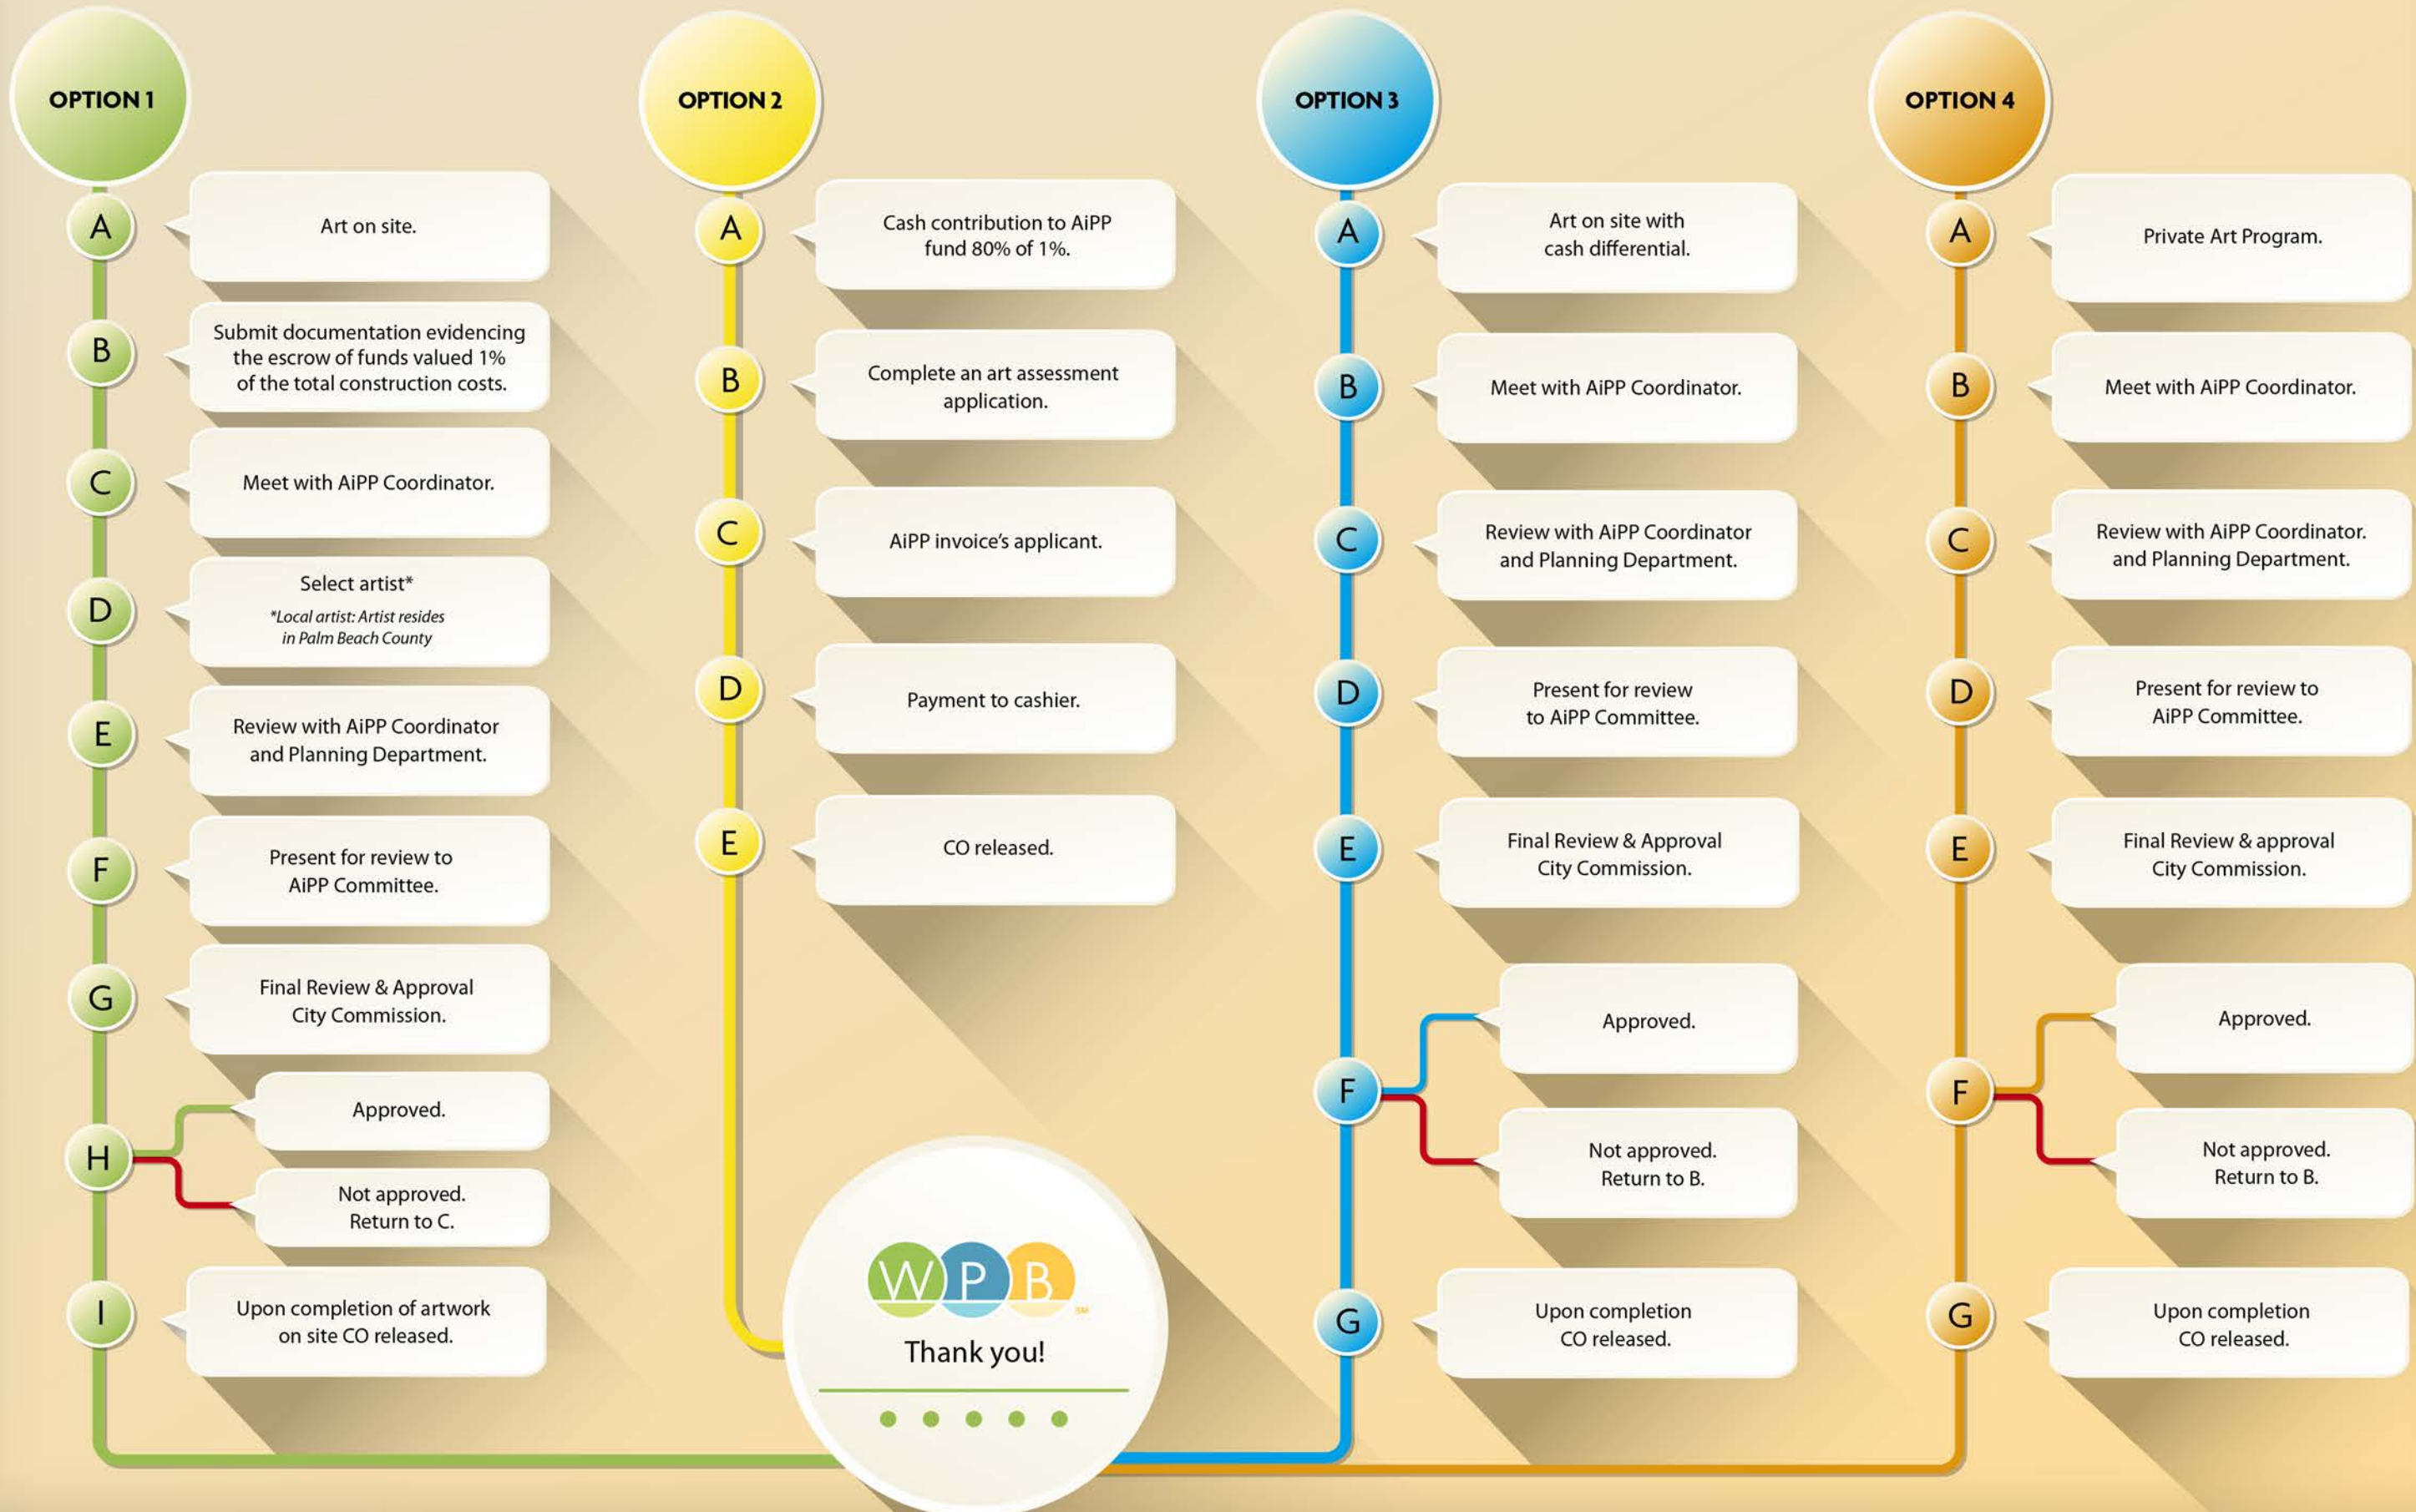 OPTION 1
A
Art on site.
B
Submit documentation evidencing
the escrow of funds valued 1%
of the total construction costs.
C
Meet with AiPP Coordinator.
D
Select artist*
*Local artist: Artist resides
in Palm Beach County
E
Review with AiPP Coordinator
and Planning Department.
F
Present for review to
AiPP Committee.
G
Final Review & Approval
City Commission.
H
Approved.
Not approved.
Return to C.
I
Upon completion of artwork
on site CO released.
OPTION 2
A
Cash contribution to AiPP
fund 80% of 1%.
B
Complete an art assessment
application.
C
AiPP invoice's applicant.
D
Payment to cashier.
E
CO released.
WPB
SM
Thank you!
OPTION 3
A
Art on site with
cash differential.
B
Meet with AiPP Coordinator.
C
Review with AiPP Coordinator
and Planning Department.
D
Present for review
to AiPP Committee.
E
Final Review & Approval
City Commission.
F
Approved.
Not approved.
Return to B.
G
Upon completion
CO released.
OPTION 4
A
Private Art Program.
B
Meet with AiPP Coordinator.
C
Review with AiPP Coordinator.
and Planning Department.
D
Present for review to
AiPP Committee.
E
Final Review & approval
City Commission.
F
Approved.
Not approved.
Return to B.
G
Upon completion
CO released.